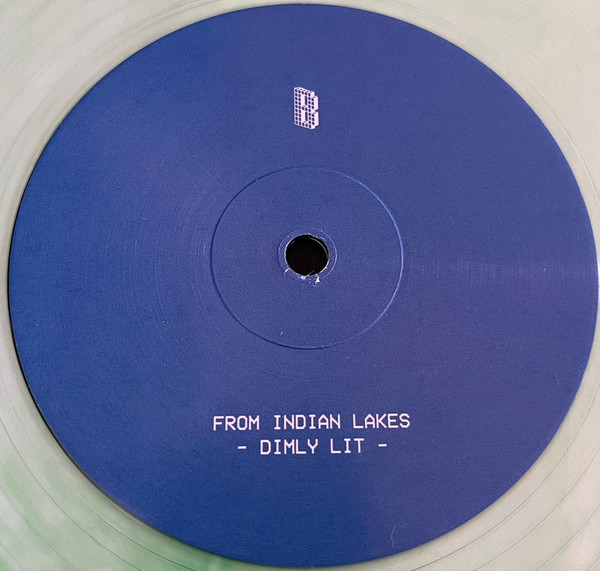 B
FROM INDIAN LAKES
- DIMLY LIT -